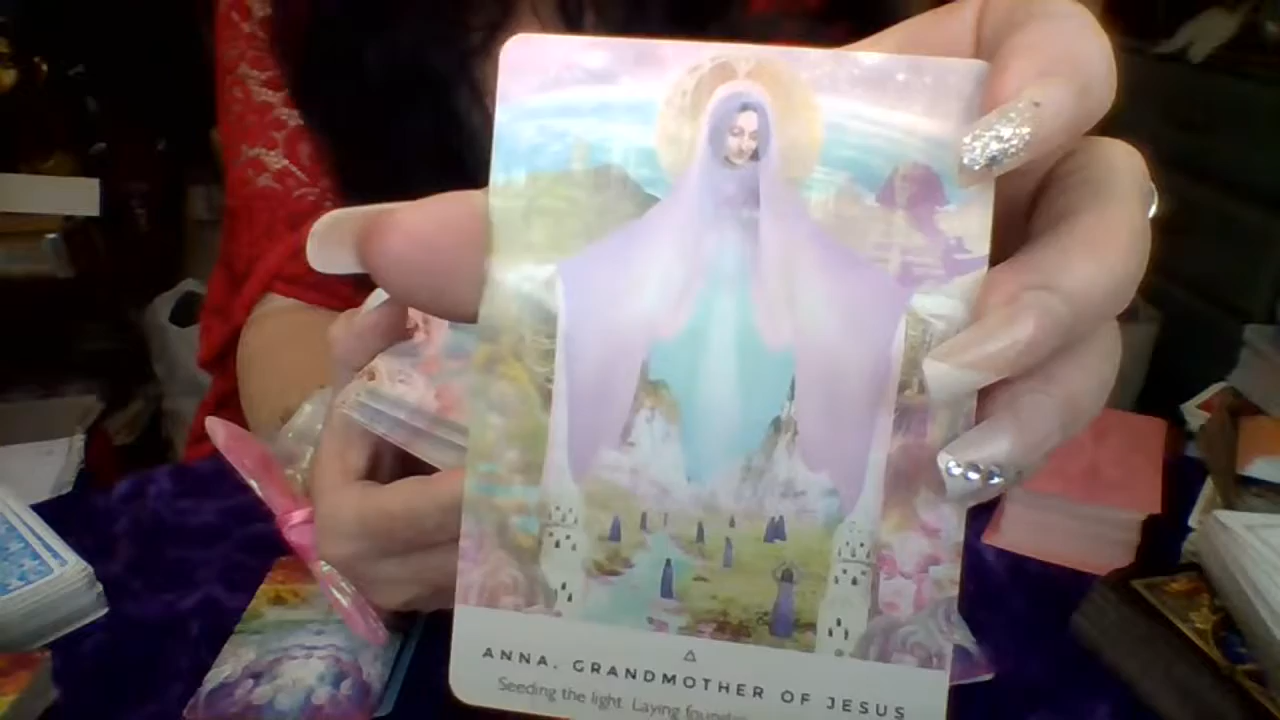 ANNA, GRANDMOTHER OF JESUS
Seeding the light. Laying